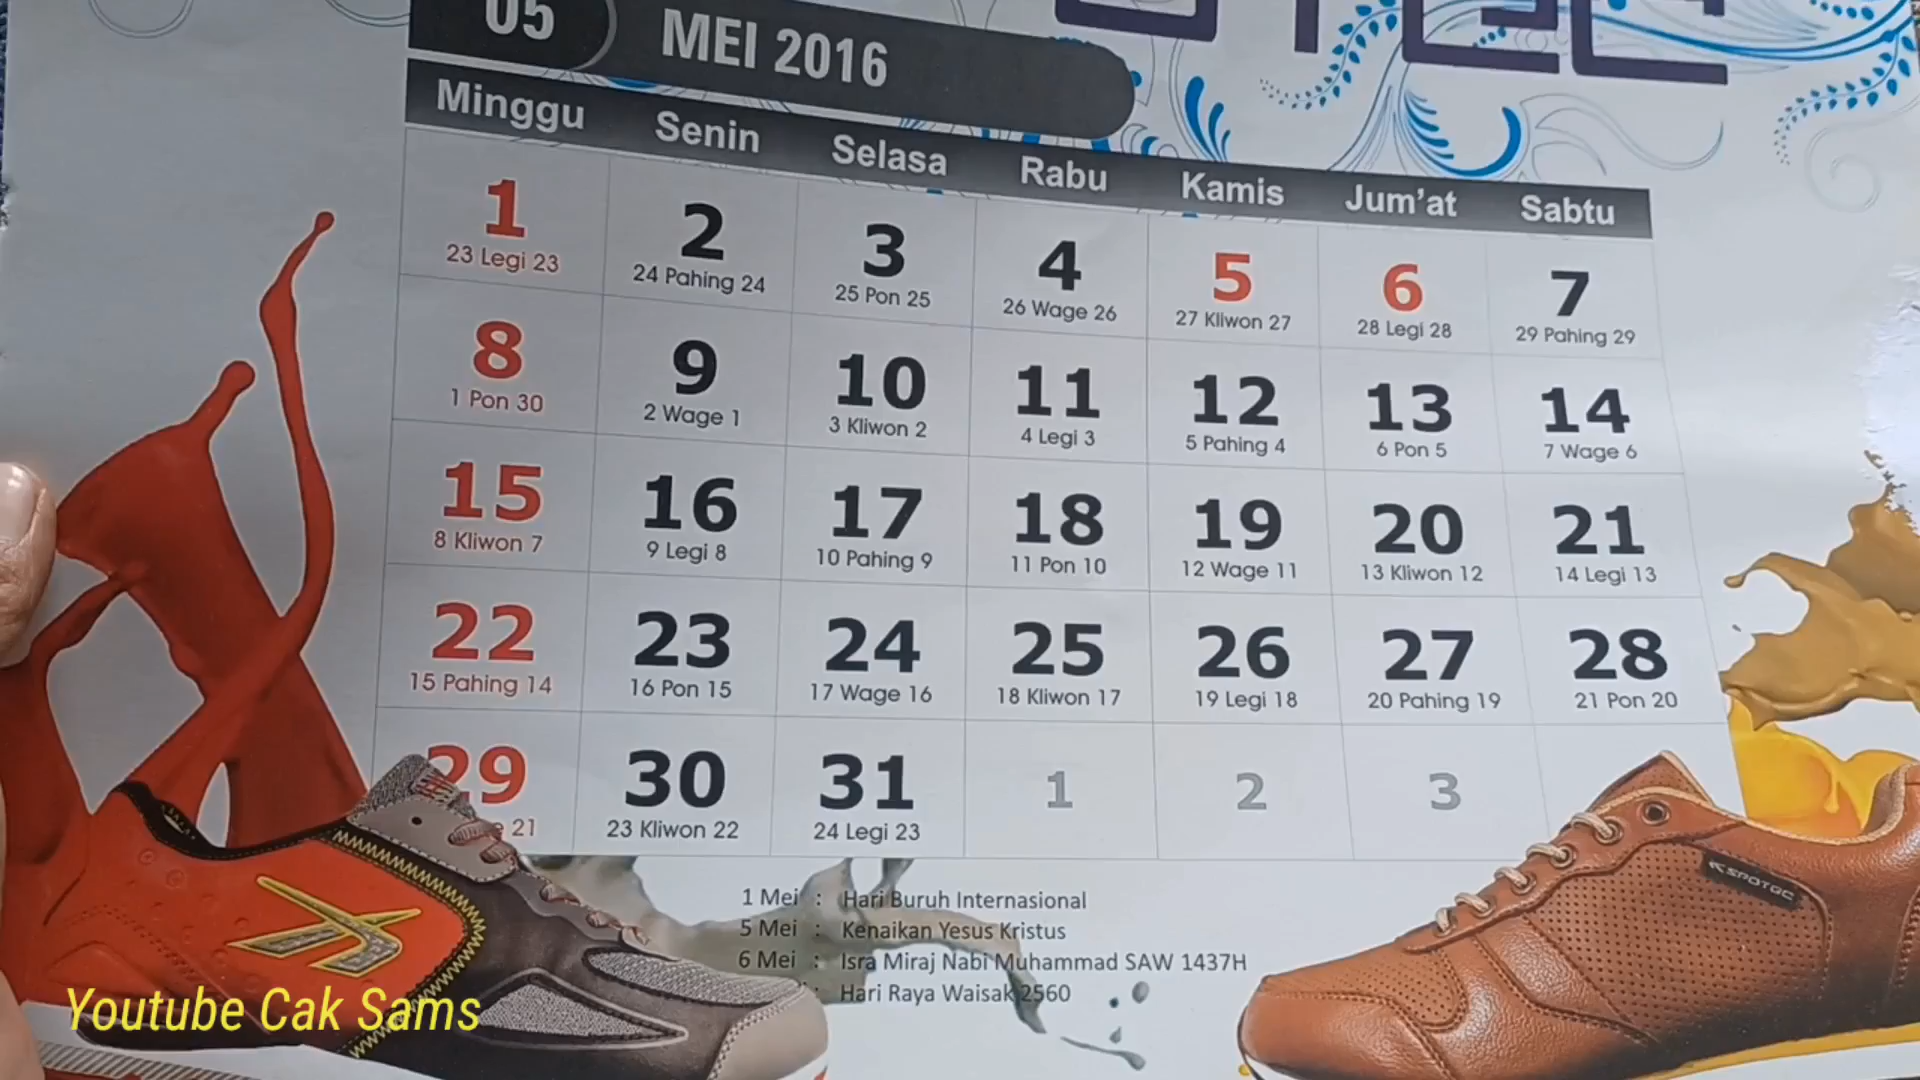 05 MEI 2016
Minggu Senin Selasa Rabu Kamis Jum'at Sabtu
1 2 3 4 5 6 7
23 Legi 23 24 Pahing 24 25 Pon 25 26 Wage 26 27 Kliwon 27 28 Legi 28 29 Pahing 29
8 9 10 11 12 13 14
1 Pon 30 2 Wage 1 3 Kliwon 2 4 Legi 3 5 Pahing 4 6 Pon 5 7 Wage 6
15 16 17 18 19 20 21
8 Kliwon 7 9 Legi 8 10 Pahing 9 11 Pon 10 12 Wage 11 13 Kliwon 12 14 Legi 13
22 23 24 25 26 27 28
15 Pahing 14 16 Pon 15 17 Wage 16 18 Kliwon 17 19 Legi 18 20 Pahing 19 21 Pon 20
29 30 31 1 2 3
21 23 Kliwon 22 24 Legi 23
1 Mei : Hari Buruh Internasional
5 Mei : Kenaikan Yesus Kristus
6 Mei : Isra Miraj Nabi Muhammad SAW 1437H
: Hari Raya Waisak 2560
SPOTEC
Youtube Cak Sams